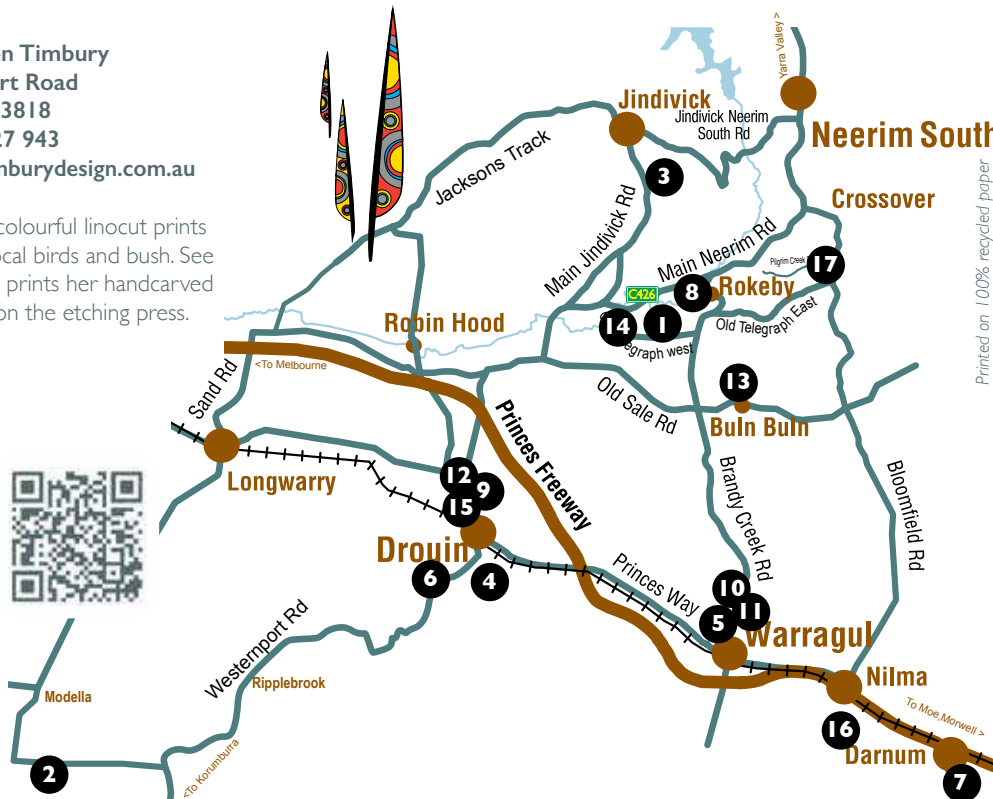 en Timbury
rt Road
3818
27 943
nburydesign.com.au
colourful linocut prints
ocal birds and bush. See
prints her handcarved
on the etching press.
Yarra Valley >
Jindivick
Jindivick Neerim
South Rd
Neerim South
Jacksons Track
3
Crossover
Printed on 100% recycled paper
Main Jindivick Rd
Main Neerim Rd
Pilgrim Creek
17
C426
8
Rokeby
14
1
Old Telegraph East
egraph west
Robin Hood
<To Melbourne
Sand Rd
Old Sale Rd
13
Buln Buln
Princes Freeway
Longwarry
12
9
15
Brandy Creek Rd
Bloomfield Rd
Drouin
6
4
Princes Way
10
11
5
Warragul
Westernport Rd
Ripplebrook
Modella
Nilma
To Moe,Morwell >
16
Darnum
2
<To Korumburra
7